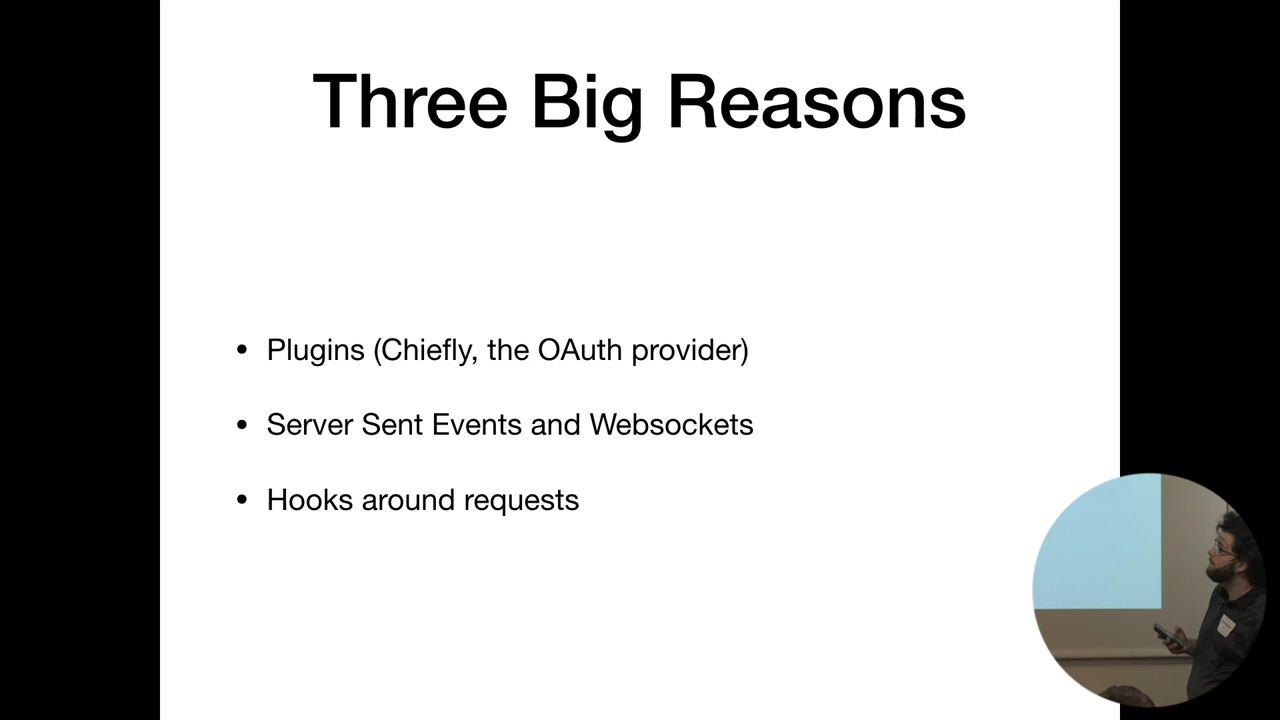 Three Big Reasons
• Plugins (Chiefly, the OAuth provider)
• Server Sent Events and Websockets
• Hooks around requests